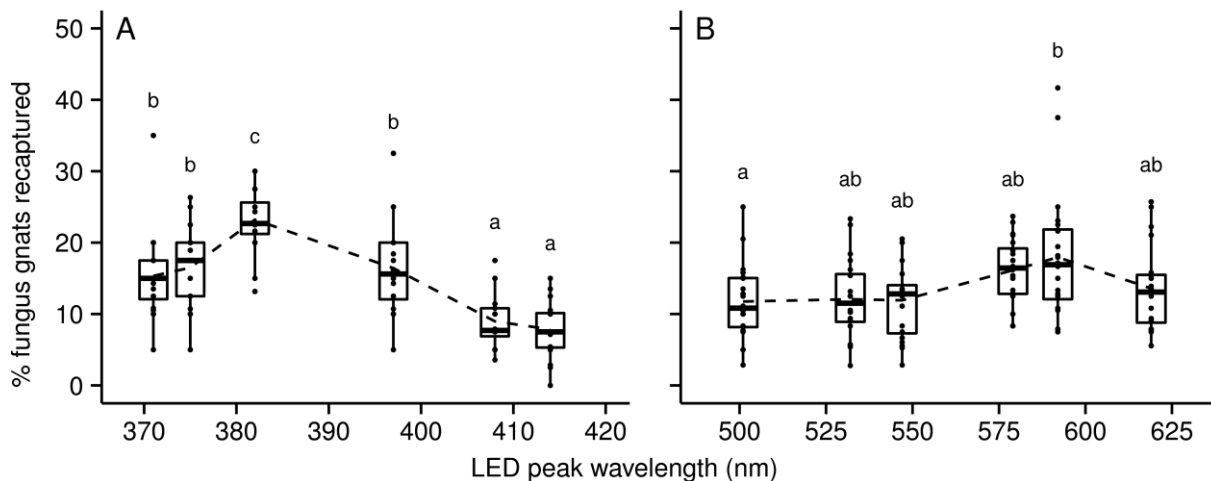 A
B
% fungus gnats recaptured
50
40
30
20
10
0
b
b
c
b
a
a
a
ab
ab
ab
b
ab
370
380
390
400
410
420
500
525
550
575
600
625
LED peak wavelength (nm)